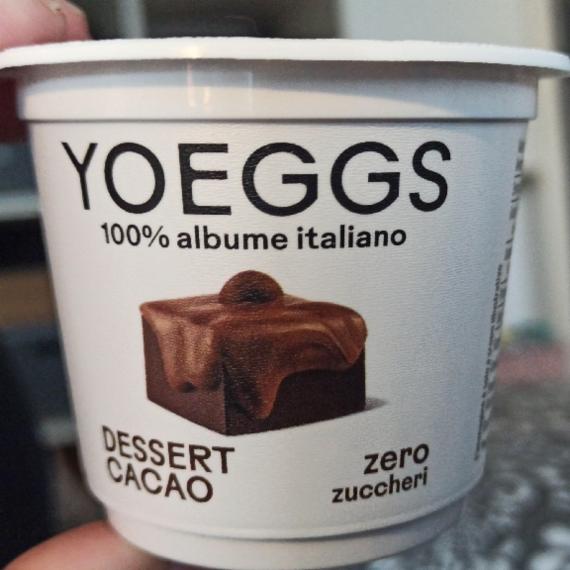 YOEGGS
100% albume italiano
DESSERT
CACAO
zero
zuccheri